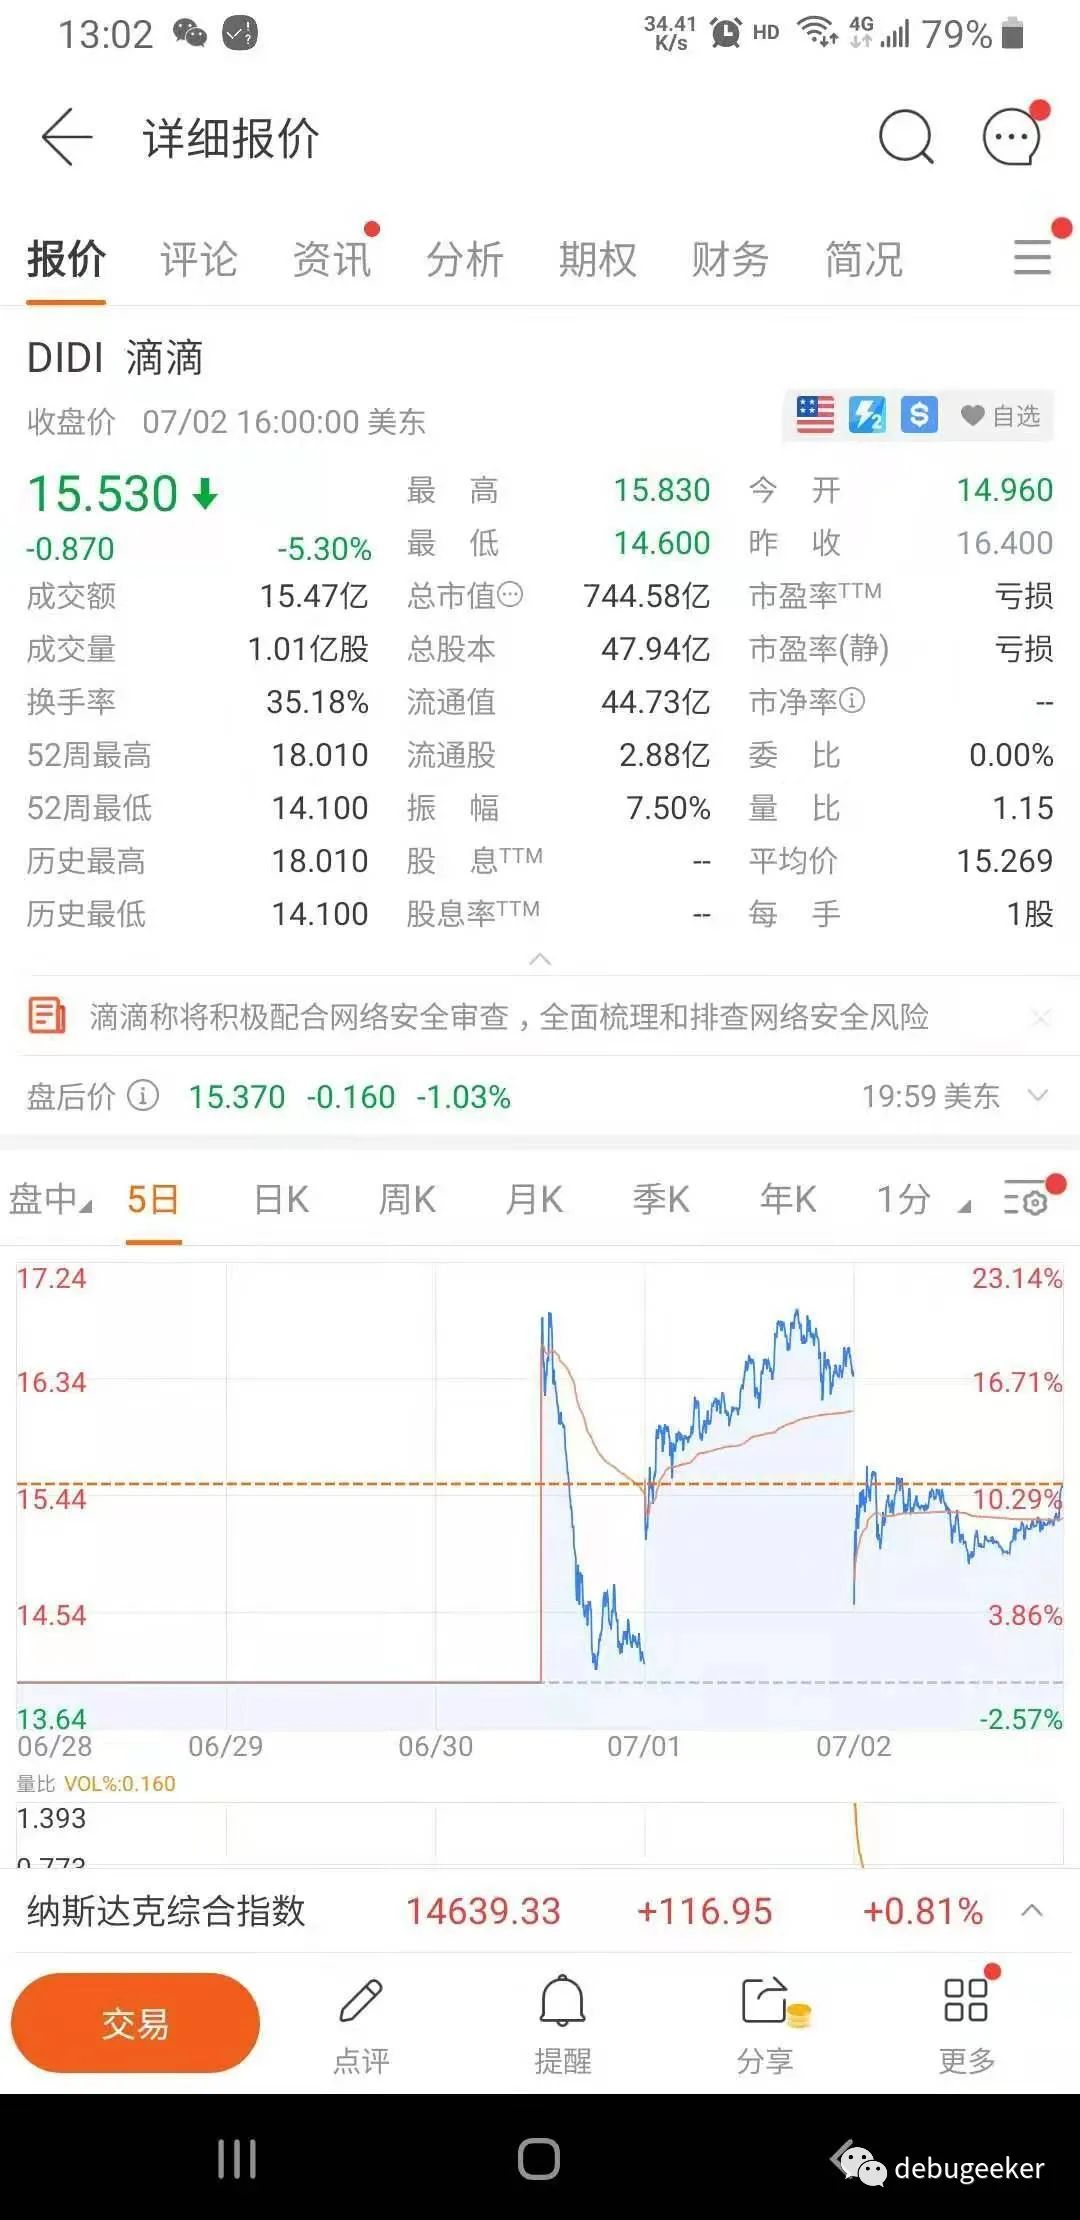 13:02 34.41 K/s HD 4G 79%
详细报价
报价 评论 资讯 分析 期权 财务 简况
DIDI 滴滴
收盘价 07/02 16:00:00 美东 2 $ 自选
15.530 最 高 15.830 今 开 14.960
-0.870 -5.30% 最 低 14.600 昨 收 16.400
成交额 15.47亿 总市值 744.58亿 市盈率TTM 亏损
成交量 1.01亿股 总股本 47.94亿 市盈率(静) 亏损
换手率 35.18% 流通值 44.73亿 市净率 --
52周最高 18.010 流通股 2.88亿 委 比 0.00%
52周最低 14.100 振 幅 7.50% 量 比 1.15
历史最高 18.010 股 息TTM -- 平均价 15.269
历史最低 14.100 股息率TTM -- 每 手 1股
滴滴称将积极配合网络安全审查，全面梳理和排查网络安全风险
盘后价 15.370 -0.160 -1.03% 19:59 美东
盘中 5日 日K 周K 月K 季K 年K 1分
17.24 23.14%
16.34 16.71%
15.44 10.29%
14.54 3.86%
13.64 -2.57%
06/28 06/29 06/30 07/01 07/02
量比 VOL%:0.160
1.393
0.773
纳斯达克综合指数 14639.33 +116.95 +0.81%
交易 点评 提醒 分享 更多
debugeeker